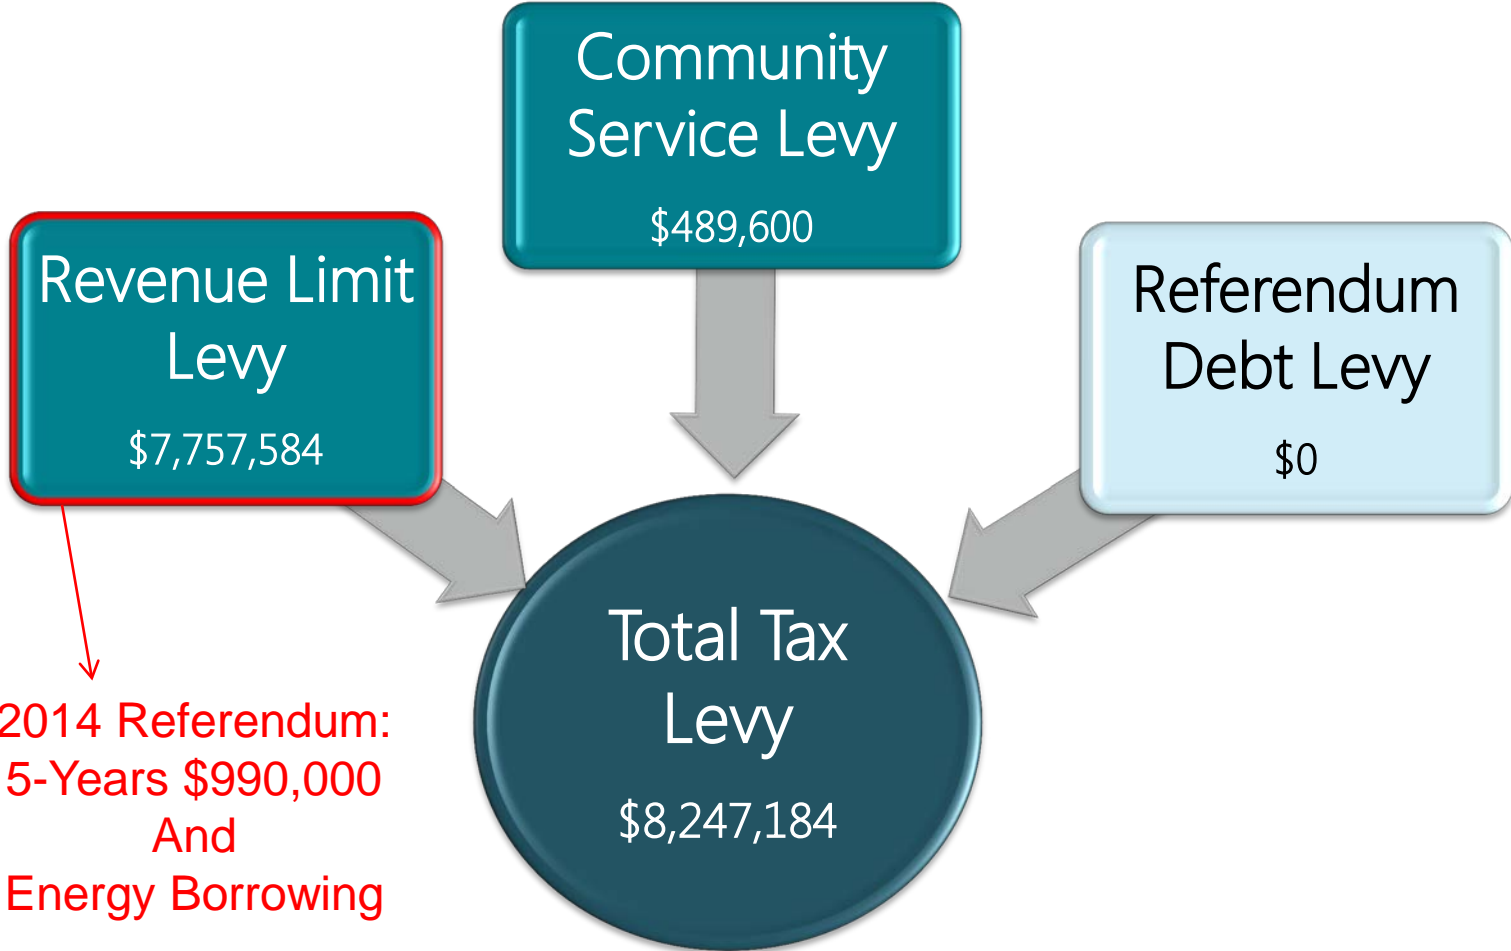 Community
Service Levy
$489,600
Revenue Limit
Levy
$7,757,584
Referendum
Debt Levy
$0
Total Tax
Levy
$8,247,184
2014 Referendum:
5-Years $990,000
And
Energy Borrowing